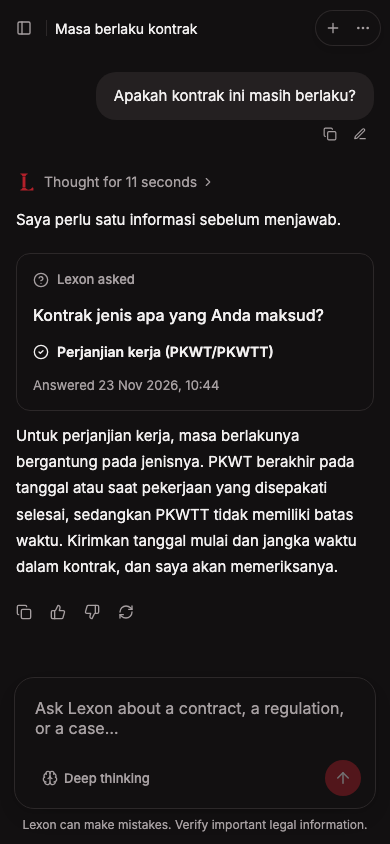 Masa berlaku kontrak
Apakah kontrak ini masih berlaku?
L Thought for 11 seconds
Saya perlu satu informasi sebelum menjawab.
Lexon asked
Kontrak jenis apa yang Anda maksud?
Perjanjian kerja (PKWT/PKWTT)
Answered 23 Nov 2026, 10:44
Untuk perjanjian kerja, masa berlakunya
bergantung pada jenisnya. PKWT berakhir pada
tanggal atau saat pekerjaan yang disepakati
selesai, sedangkan PKWTT tidak memiliki batas
waktu. Kirimkan tanggal mulai dan jangka waktu
dalam kontrak, dan saya akan memeriksanya.
Ask Lexon about a contract, a regulation,
or a case...
Deep thinking
Lexon can make mistakes. Verify important legal information.